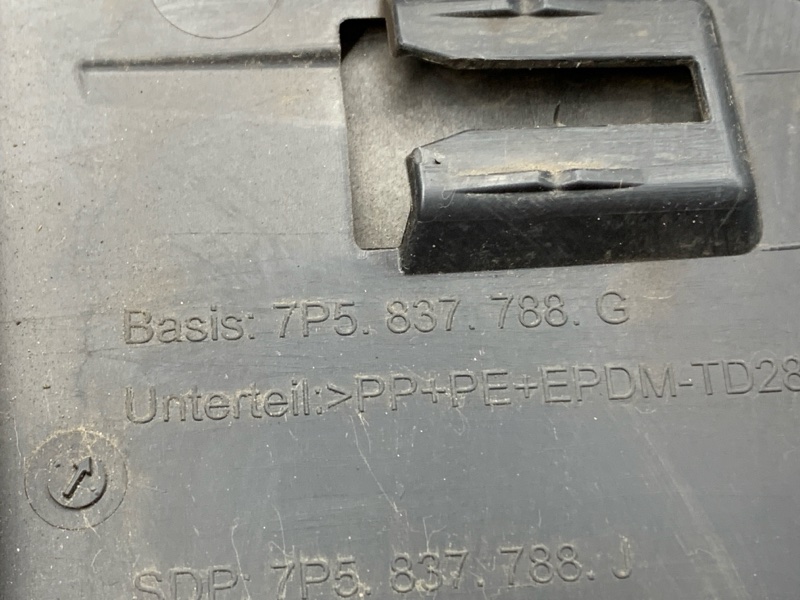 Basis: 7P5. 837. 788. G
Unterteil:>PP+PE+EPDM-TD28
SDP: 7P5. 837. 788. J